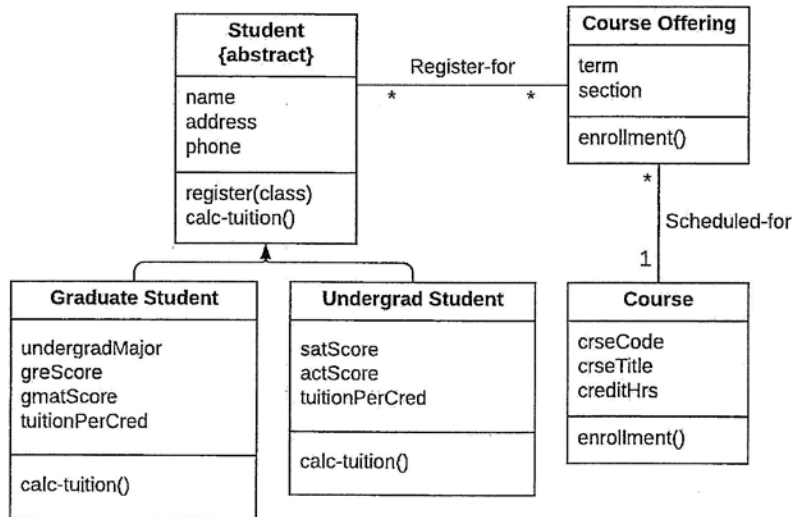 Student
{abstract}
name
address
phone
register(class)
calc-tuition()
Register-for
*
*
Course Offering
term
section
enrollment()
*
Scheduled-for
1
Graduate Student
undergradMajor
greScore
gmatScore
tuitionPerCred
calc-tuition()
Undergrad Student
satScore
actScore
tuitionPerCred
calc-tuition()
Course
crseCode
crseTitle
creditHrs
enrollment()